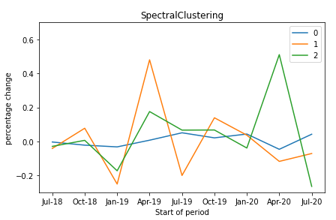 SpectralClustering
0
1
2
0.6
0.4
0.2
0.0
−0.2
percentage change
Jul-18 Oct-18 Jan-19 Apr-19 Jul-19 Oct-19 Jan-20 Apr-20 Jul-20
Start of period